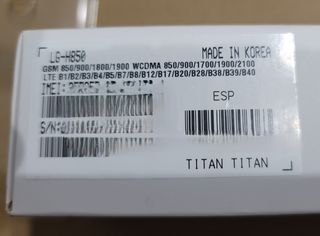 LG-H850
MADE IN KOREA
GSM 850/900/1800/1900 WCDMA 850/900/1700/1900/2100
LTE B1/B2/B3/B4/B5/B7/B8/B12/B17/B20/B28/B38/B39/B40
IMEI:
ESP
S/N:
TITAN TITAN